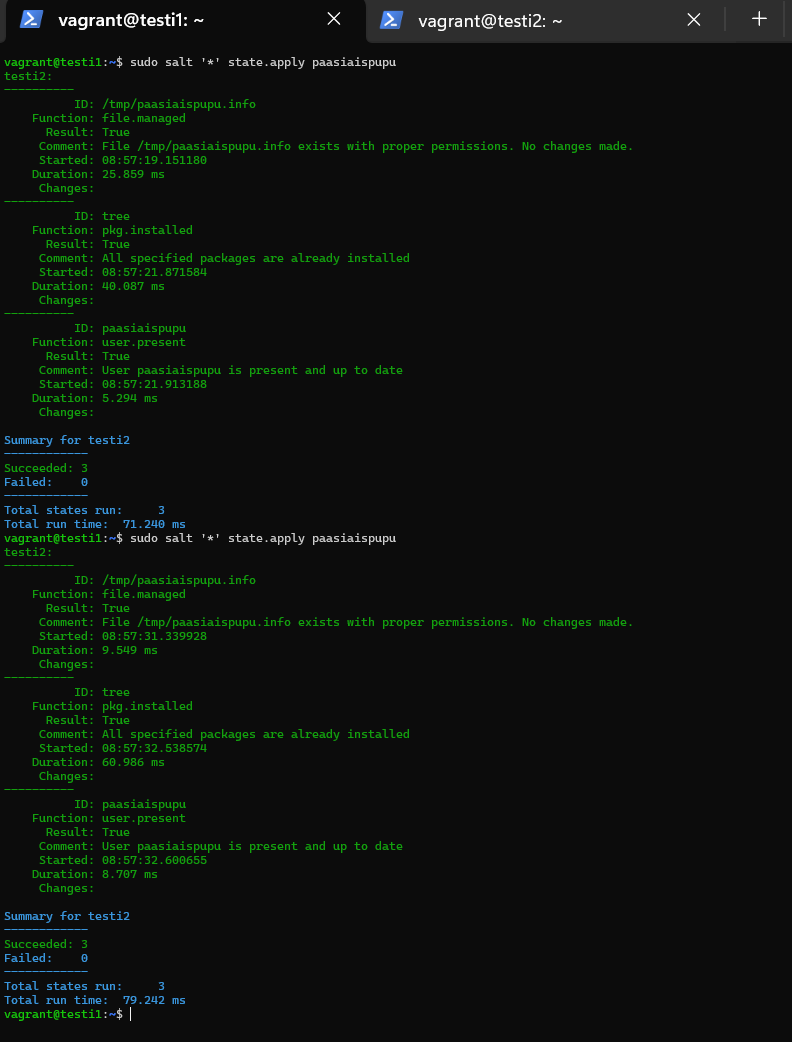 vagrant@testi1: ~
vagrant@testi2: ~
vagrant@testi1:~$ sudo salt '*' state.apply paasiaispupu
testi2:
----------
ID: /tmp/paasiaispupu.info
Function: file.managed
Result: True
Comment: File /tmp/paasiaispupu.info exists with proper permissions. No changes made.
Started: 08:57:19.151180
Duration: 25.859 ms
Changes:
----------
ID: tree
Function: pkg.installed
Result: True
Comment: All specified packages are already installed
Started: 08:57:21.871584
Duration: 40.087 ms
Changes:
----------
ID: paasiaispupu
Function: user.present
Result: True
Comment: User paasiaispupu is present and up to date
Started: 08:57:21.913188
Duration: 5.294 ms
Changes:
Summary for testi2
------------
Succeeded: 3
Failed: 0
------------
Total states run: 3
Total run time: 71.240 ms
vagrant@testi1:~$ sudo salt '*' state.apply paasiaispupu
testi2:
----------
ID: /tmp/paasiaispupu.info
Function: file.managed
Result: True
Comment: File /tmp/paasiaispupu.info exists with proper permissions. No changes made.
Started: 08:57:31.339928
Duration: 9.549 ms
Changes:
----------
ID: tree
Function: pkg.installed
Result: True
Comment: All specified packages are already installed
Started: 08:57:32.538574
Duration: 60.986 ms
Changes:
----------
ID: paasiaispupu
Function: user.present
Result: True
Comment: User paasiaispupu is present and up to date
Started: 08:57:32.600655
Duration: 8.707 ms
Changes:
Summary for testi2
------------
Succeeded: 3
Failed: 0
------------
Total states run: 3
Total run time: 79.242 ms
vagrant@testi1:~$